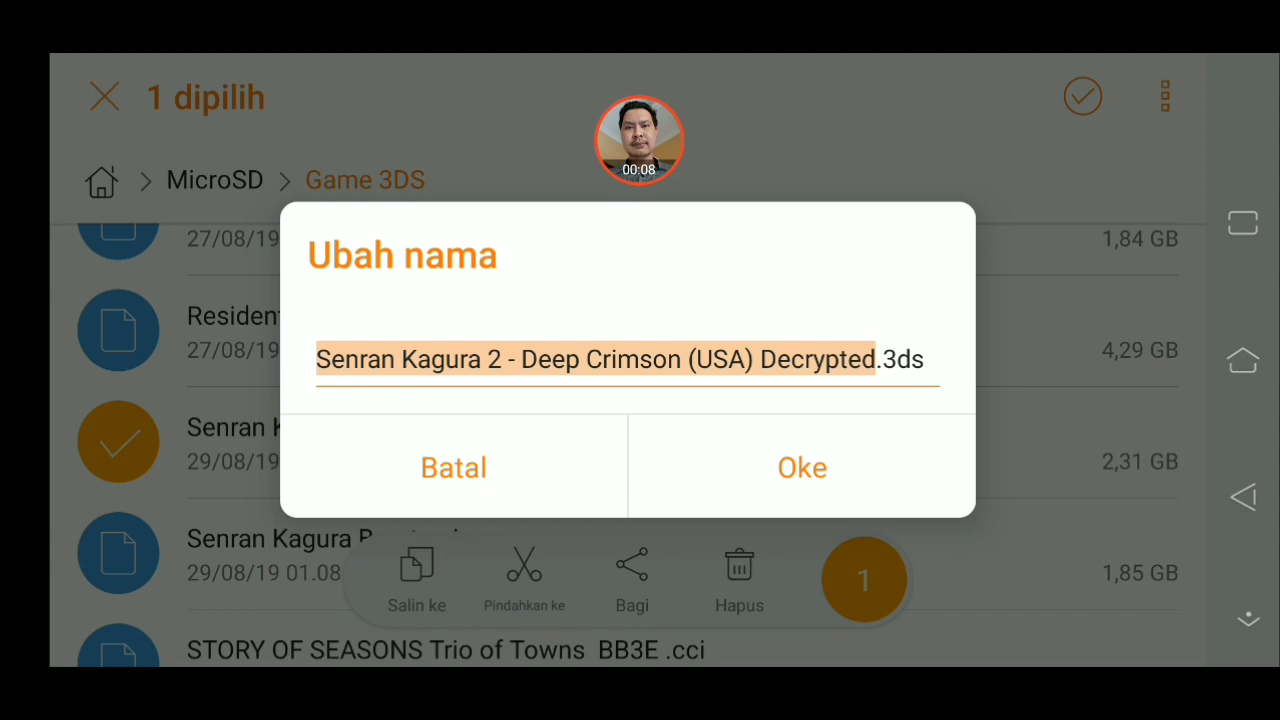 1 dipilih
00:08
MicroSD
Game 3DS
27/08/19
1,84 GB
Ubah nama
Residen
27/08/19
4,29 GB
Senran Kagura 2 - Deep Crimson (USA) Decrypted.3ds
Senran
29/08/19
2,31 GB
Batal
Oke
Senran Kagura
29/08/19 01.08
1,85 GB
Salin ke
Pindahkan ke
Bagi
Hapus
1
STORY OF SEASONS Trio of Towns BB3E .cci